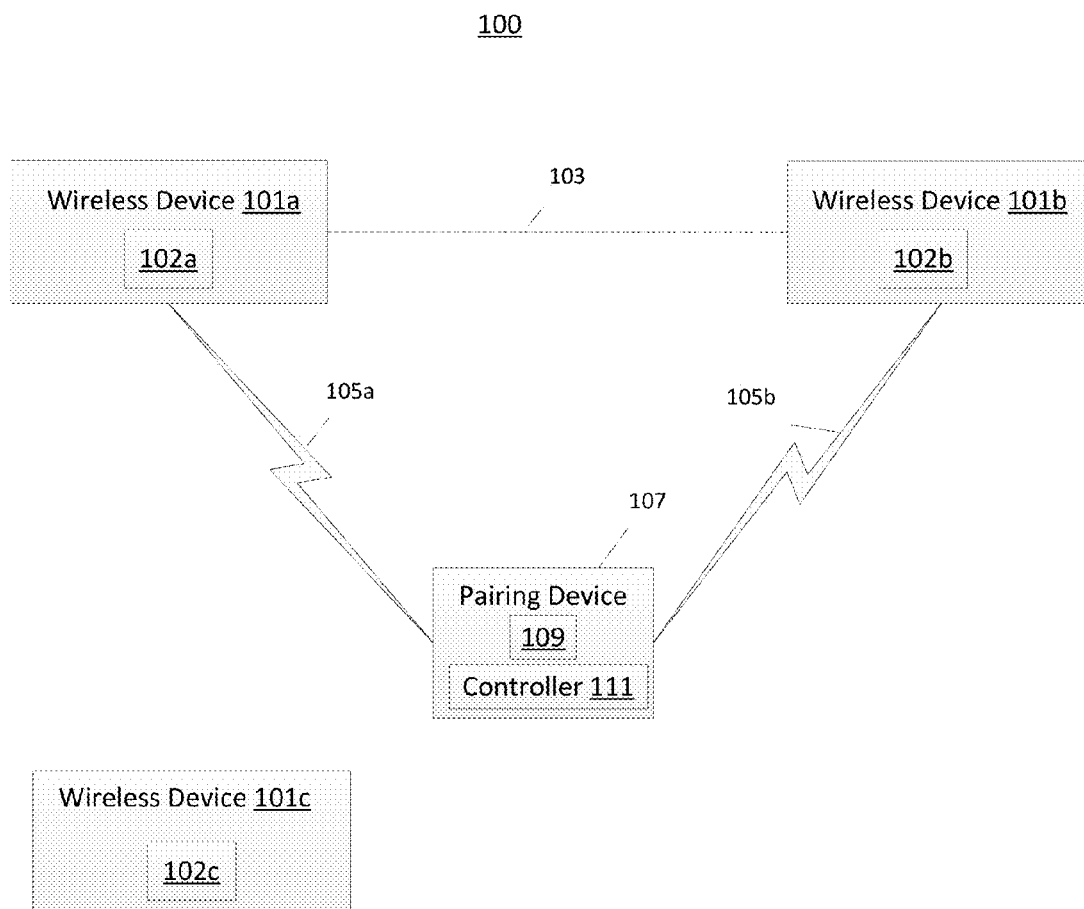 100
103
Wireless Device 101a
Wireless Device 101b
102a
102b
105a
105b
107
Pairing Device
109
Controller 111
Wireless Device 101c
102c